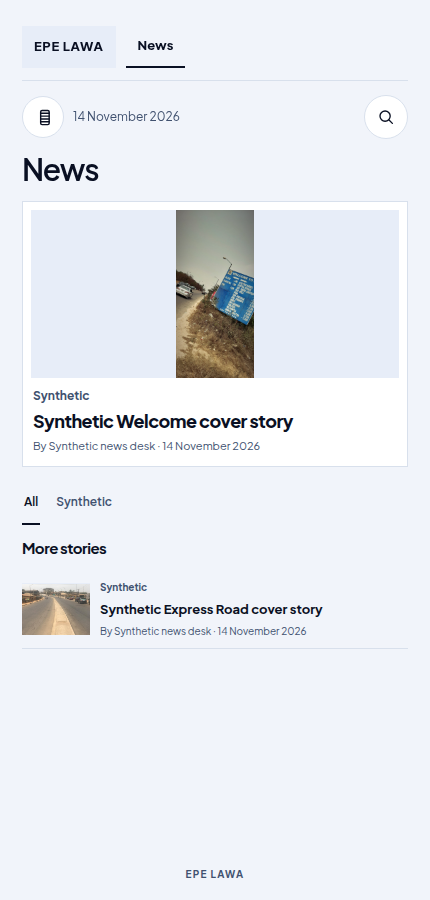 EPE LAWA
News
14 November 2026
News
Synthetic
Synthetic Welcome cover story
By Synthetic news desk · 14 November 2026
All
Synthetic
More stories
Synthetic
Synthetic Express Road cover story
By Synthetic news desk · 14 November 2026
EPE LAWA